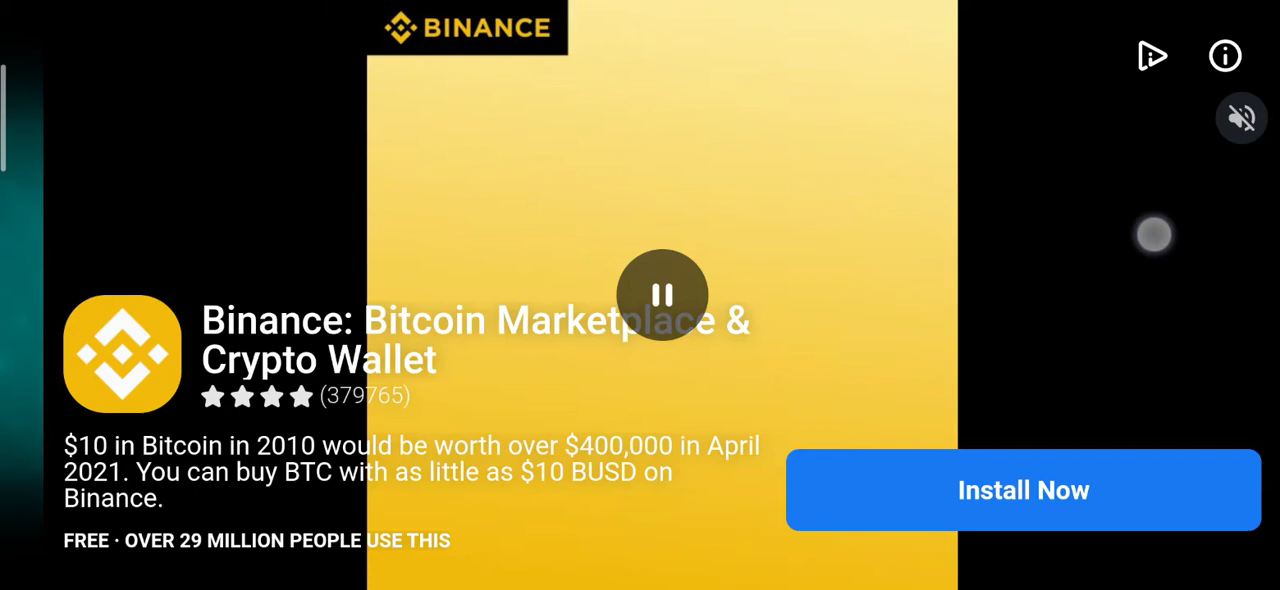 BINANCE
Binance: Bitcoin Marketplace &
Crypto Wallet
(379765)
$10 in Bitcoin in 2010 would be worth over $400,000 in April
2021. You can buy BTC with as little as $10 BUSD on
Binance.
Install Now
FREE · OVER 29 MILLION PEOPLE USE THIS